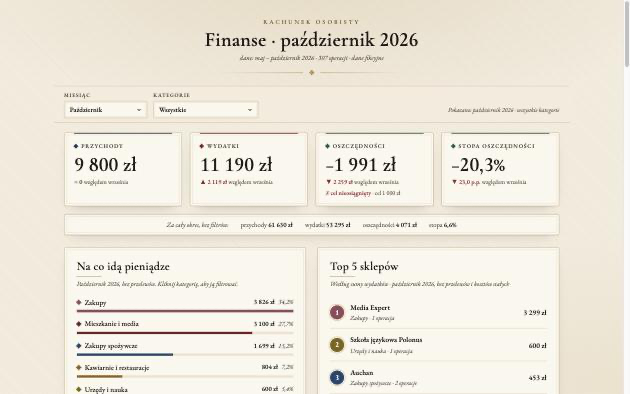 RACHUNEK OSOBISTY
Finanse · październik 2026
dane: maj – październik 2026 · 307 operacji · dane fikcyjne
MIESIĄC
KATEGORIE
Październik
Wszystkie
Pokazano: październik 2026 · wszystkie kategorie
PRZYCHODY
9 800 zł
≈ 0 względem września
WYDATKI
11 190 zł
▲ 2 119 zł względem września
OSZCZĘDNOŚCI
−1 991 zł
▼ 2 259 zł względem września
✗ cel nieosiągnięty · cel 1 000 zł
STOPA OSZCZĘDNOŚCI
−20,3%
▼ 23,0 p.p. względem września
Za cały okres, bez filtrów przychody 61 630 zł wydatki 53 295 zł oszczędności 4 071 zł stopa 6,6%
Na co idą pieniądze
Październik 2026, bez przelewów. Kliknij kategorię, aby ją filtrować.
Zakupy 3 826 zł 34,2%
Mieszkanie i media 3 100 zł 27,7%
Zakupy spożywcze 1 699 zł 15,2%
Kawiarnie i restauracje 804 zł 7,2%
Urzędy i nauka 600 zł 5,4%
Top 5 sklepów
Według sumy wydatków · październik 2026, bez przelewów i kosztów stałych
1 Media Expert 3 299 zł
Zakupy · 1 operacja
2 Szkoła językowa Polonus 600 zł
Urzędy i nauka · 1 operacja
3 Auchan 453 zł
Zakupy spożywcze · 2 operacje